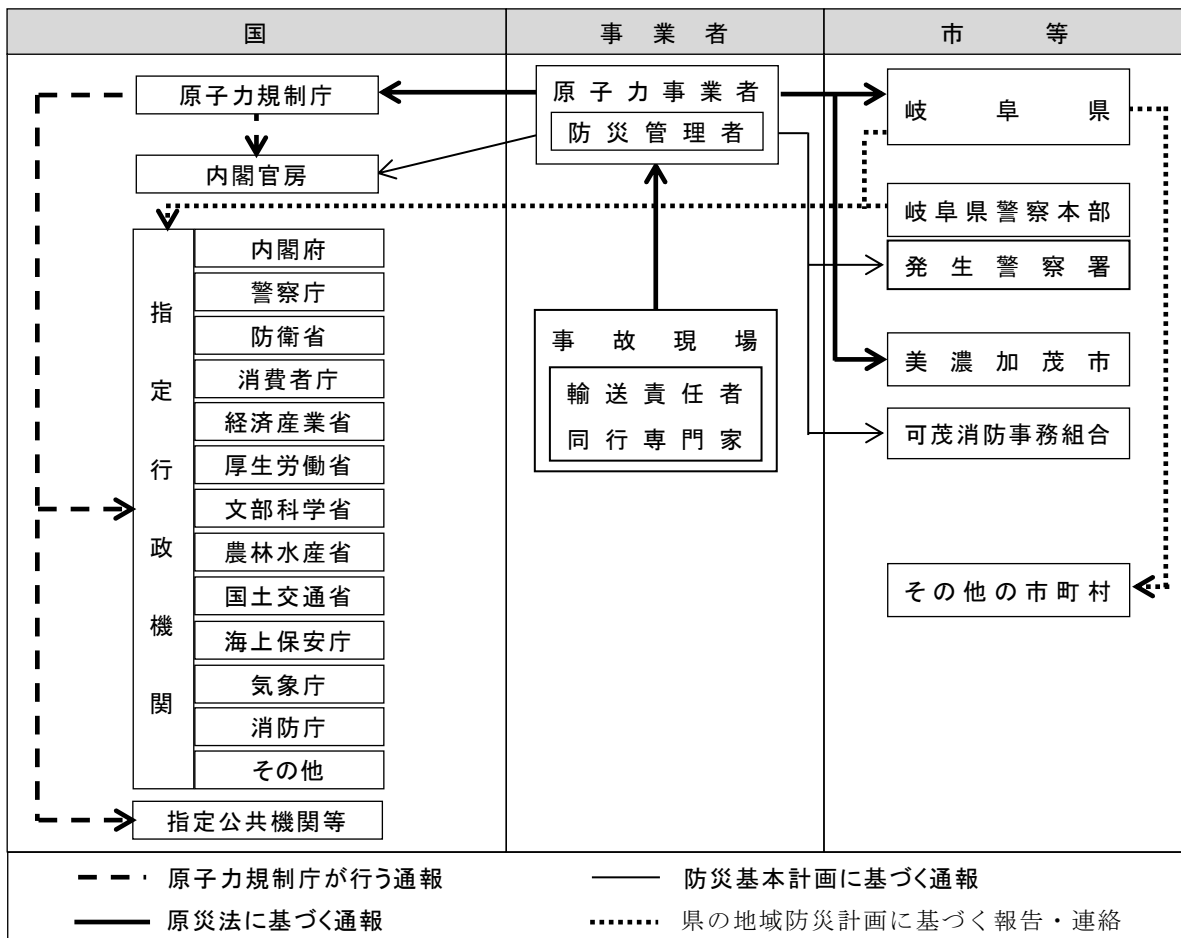 国
事業者
市等
原子力規制庁
内閣官房
指定行政機関
内閣府
警察庁
防衛省
消費者庁
経済産業省
厚生労働省
文部科学省
農林水産省
国土交通省
海上保安庁
気象庁
消防庁
その他
指定公共機関等
原子力事業者
防災管理者
事故現場
輸送責任者
同行専門家
岐阜県
岐阜県警察本部
発生警察署
美濃加茂市
可茂消防事務組合
その他の市町村
原子力規制庁が行う通報
防災基本計画に基づく通報
原災法に基づく通報
県の地域防災計画に基づく報告・連絡